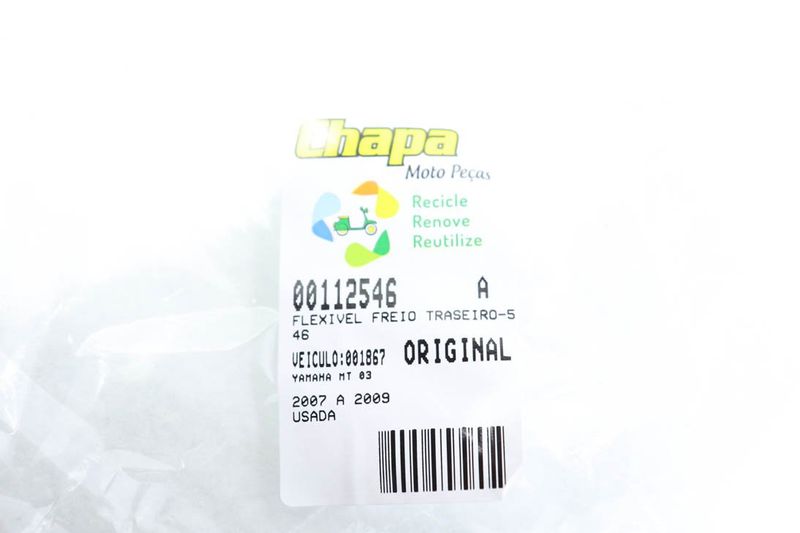 Chapa
Moto Peças
Recicle
Renove
Reutilize
00112546 A
FLEXIVEL FREIO TRASEIRO-5
46
VEICULO:001867 ORIGINAL
YAMAHA MT 03
2007 A 2009
USADA